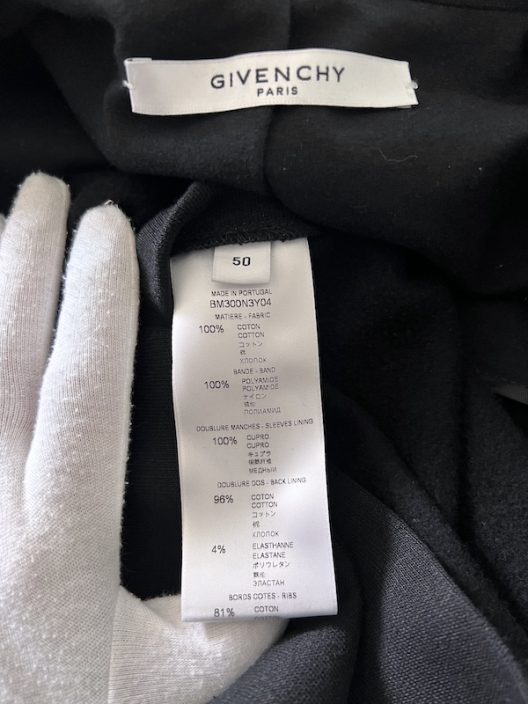 GIVENCHY
PARIS
50
MADE IN PORTUGAL
BM300N3Y04
MATIERE - FABRIC
100% COTON
COTTON
コットン
棉
ХЛОПОК
BANDE - BAND
100% POLYAMIDE
POLYAMIDE
ナイロン
ПОЛИАМИД
DOUBLURE MANCHES - SLEEVES LINING
100% CUPRO
CUPRO
キュプラ
МЕДНЫЙ
DOUBLURE DOS - BACK LINING
96% COTON
COTTON
コットン
棉
ХЛОПОК
4% ELASTHANNE
ELASTANE
ポリウレタン
ЭЛАСТАН
BORDS COTES - RIBS
81% COTON